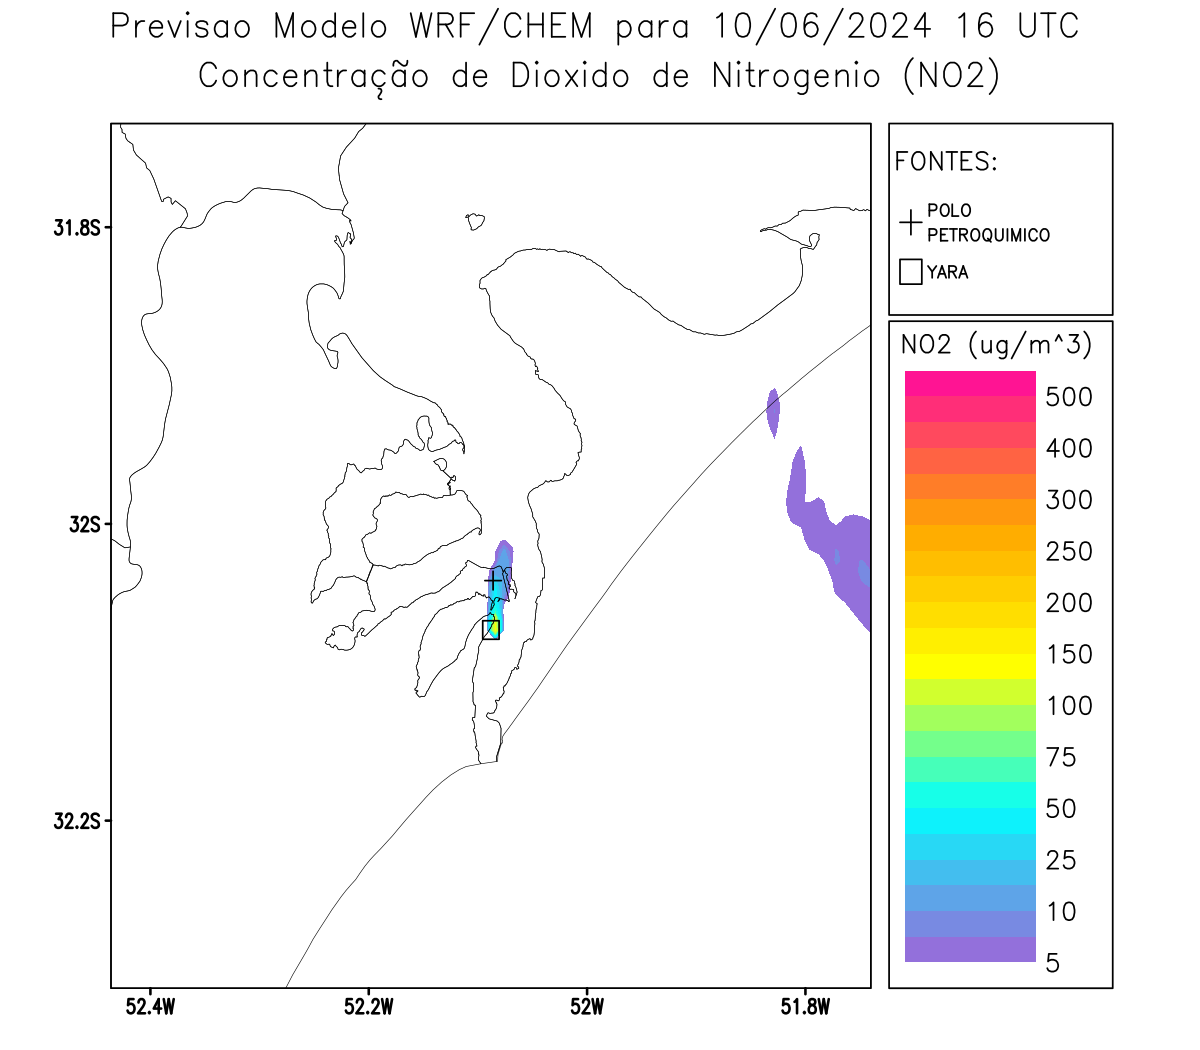 Previsao Modelo WRF/CHEM para 10/06/2024 16 UTC
Concentração de Dioxido de Nitrogenio (NO2)
FONTES:
POLO
PETROQUIMICO
YARA
NO2 (ug/m^3)
500
400
300
250
200
150
100
75
50
25
10
5
31.8S
32S
32.2S
52.4W
52.2W
52W
51.8W